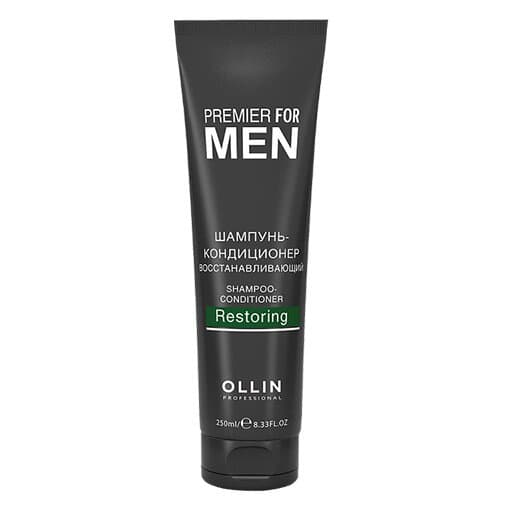 PREMIER FOR
MEN
ШАМПУНЬ-
КОНДИЦИОНЕР
ВОССТАНАВЛИВАЮЩИЙ
SHAMPOO-
CONDITIONER
Restoring
OLLIN
PROFESSIONAL
250ml/℮ 8.33FL.OZ